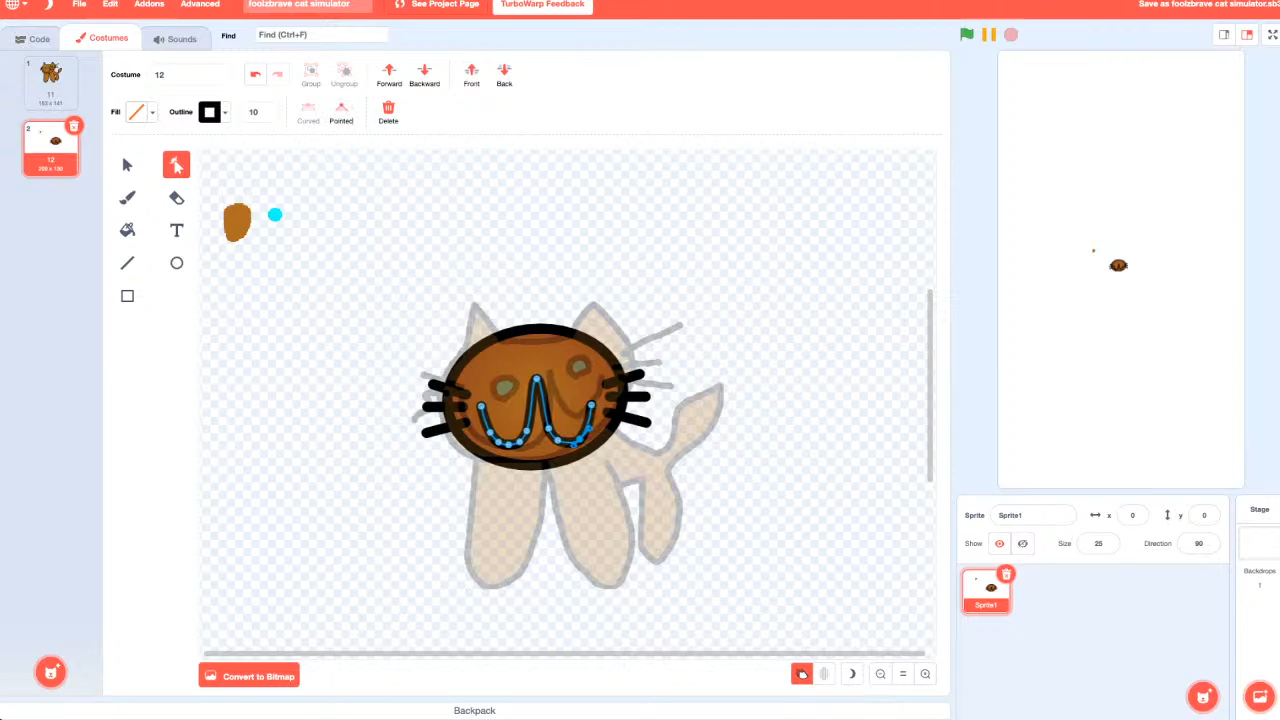 File Edit Addons Advanced foolzbrave cat simulator See Project Page TurboWarp Feedback Save as foolzbrave cat simulator.sb3
Code Costumes Sounds Find Find (Ctrl+F)
Costume 12 Group Ungroup Forward Backward Front Back
Fill Outline 10 Curved Pointed Delete
1
11
193 x 141
2
12
T
Convert to Bitmap
Backpack
Sprite Sprite1 x 0 y 0
Show Size 25 Direction 90
Sprite1
Stage
Backdrops
1